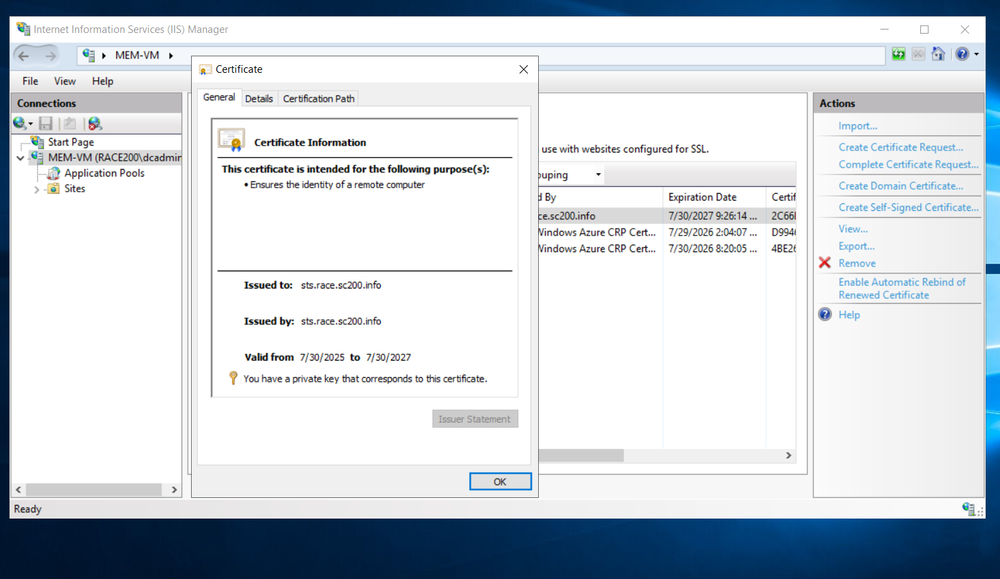 Internet Information Services (IIS) Manager
MEM-VM
File View Help
Connections
Start Page
MEM-VM (RACE200\dcadmin
Application Pools
Sites
Certificate
General Details Certification Path
Certificate Information
This certificate is intended for the following purpose(s):
• Ensures the identity of a remote computer
Issued to: sts.race.sc200.info
Issued by: sts.race.sc200.info
Valid from 7/30/2025 to 7/30/2027
You have a private key that corresponds to this certificate.
Issuer Statement
OK
use with websites configured for SSL.
ouping
d By Expiration Date Certif
ce.sc200.info 7/30/2027 9:26:14 ... 2C66
Windows Azure CRP Cert... 7/29/2026 2:04:07 ... D994
Windows Azure CRP Cert... 7/30/2026 8:20:05 ... 4BE2
Actions
Import...
Create Certificate Request...
Complete Certificate Request...
Create Domain Certificate...
Create Self-Signed Certificate...
View...
Export...
Remove
Enable Automatic Rebind of
Renewed Certificate
Help
Ready